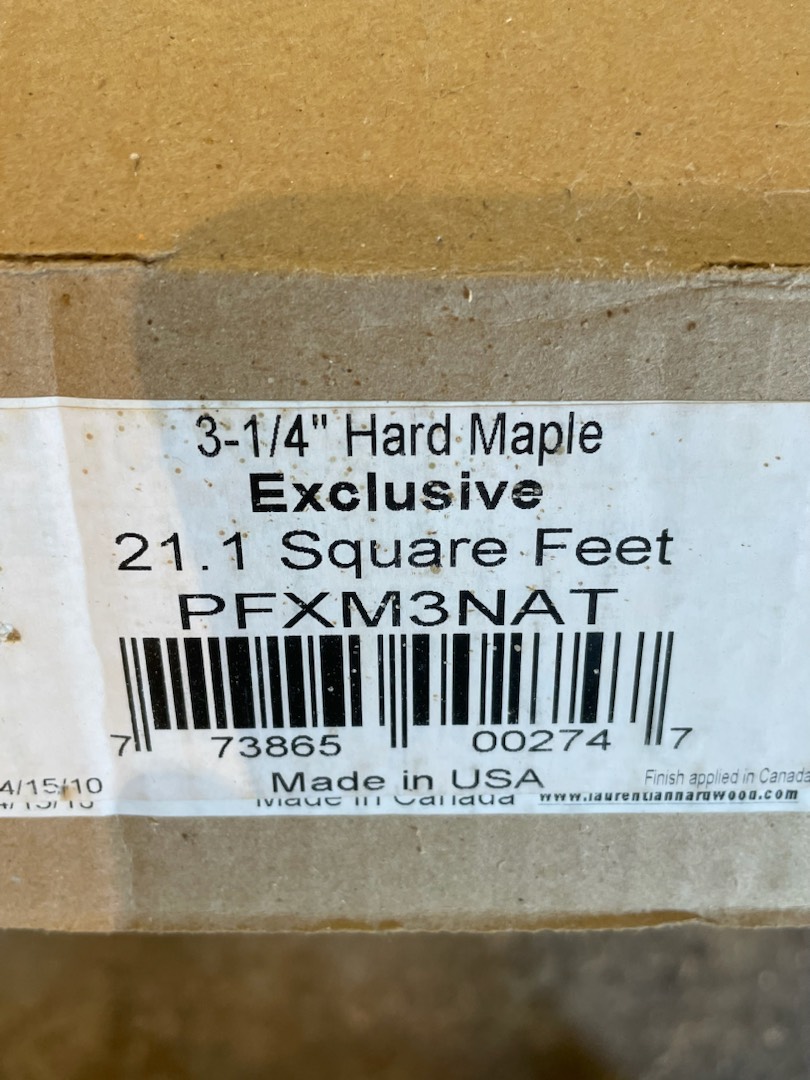 3-1/4" Hard Maple
Exclusive
21.1 Square Feet
PFXM3NAT
7 73865 00274 7
4/15/10 Made in USA Finish applied in Canada
Made in Canada www.laurentianhardwood.com